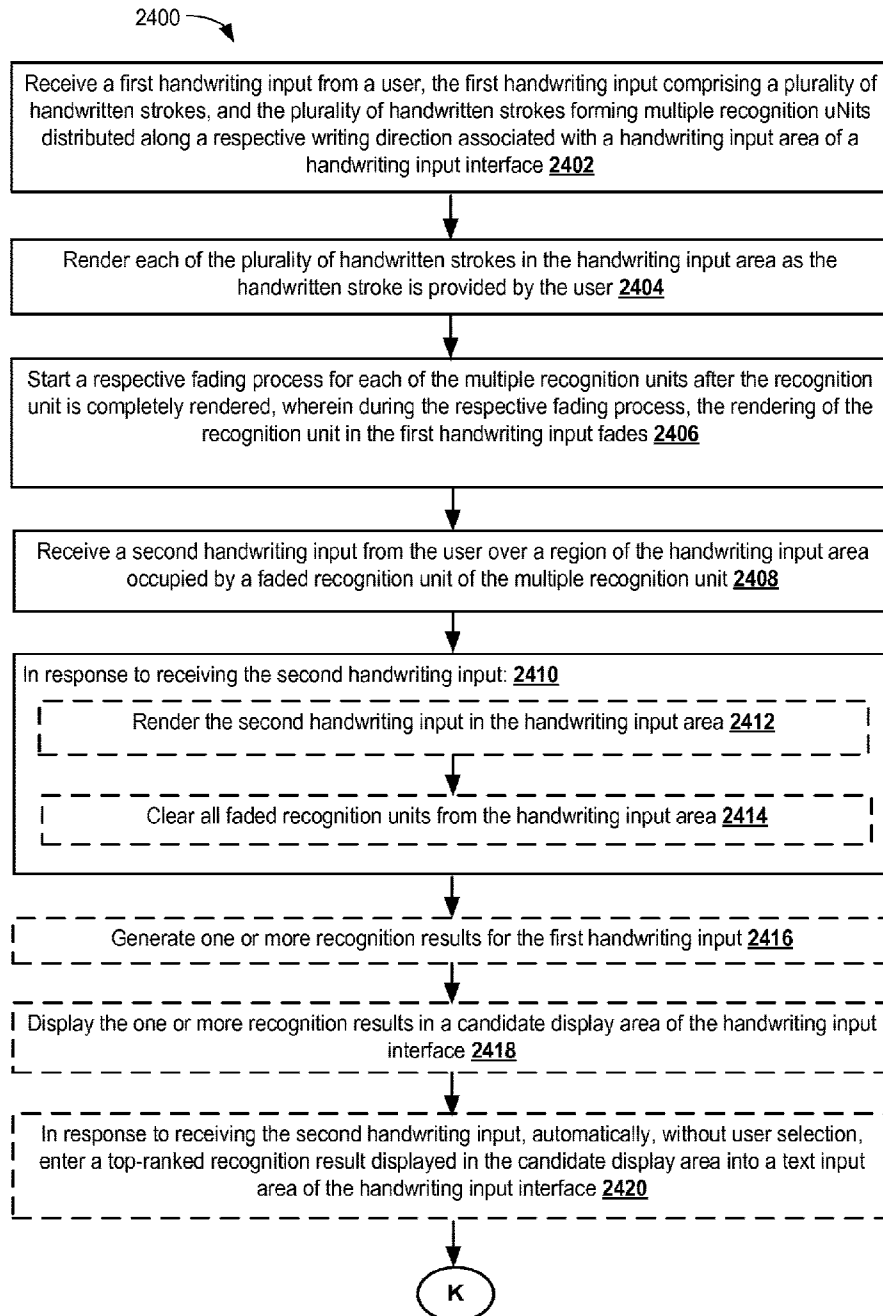 2400
Receive a first handwriting input from a user, the first handwriting input comprising a plurality of
handwritten strokes, and the plurality of handwritten strokes forming multiple recognition uNits
distributed along a respective writing direction associated with a handwriting input area of a
handwriting input interface 2402
Render each of the plurality of handwritten strokes in the handwriting input area as the
handwritten stroke is provided by the user 2404
Start a respective fading process for each of the multiple recognition units after the recognition
unit is completely rendered, wherein during the respective fading process, the rendering of the
recognition unit in the first handwriting input fades 2406
Receive a second handwriting input from the user over a region of the handwriting input area
occupied by a faded recognition unit of the multiple recognition unit 2408
In response to receiving the second handwriting input: 2410
Render the second handwriting input in the handwriting input area 2412
Clear all faded recognition units from the handwriting input area 2414
Generate one or more recognition results for the first handwriting input 2416
Display the one or more recognition results in a candidate display area of the handwriting input
interface 2418
In response to receiving the second handwriting input, automatically, without user selection,
enter a top-ranked recognition result displayed in the candidate display area into a text input
area of the handwriting input interface 2420
K